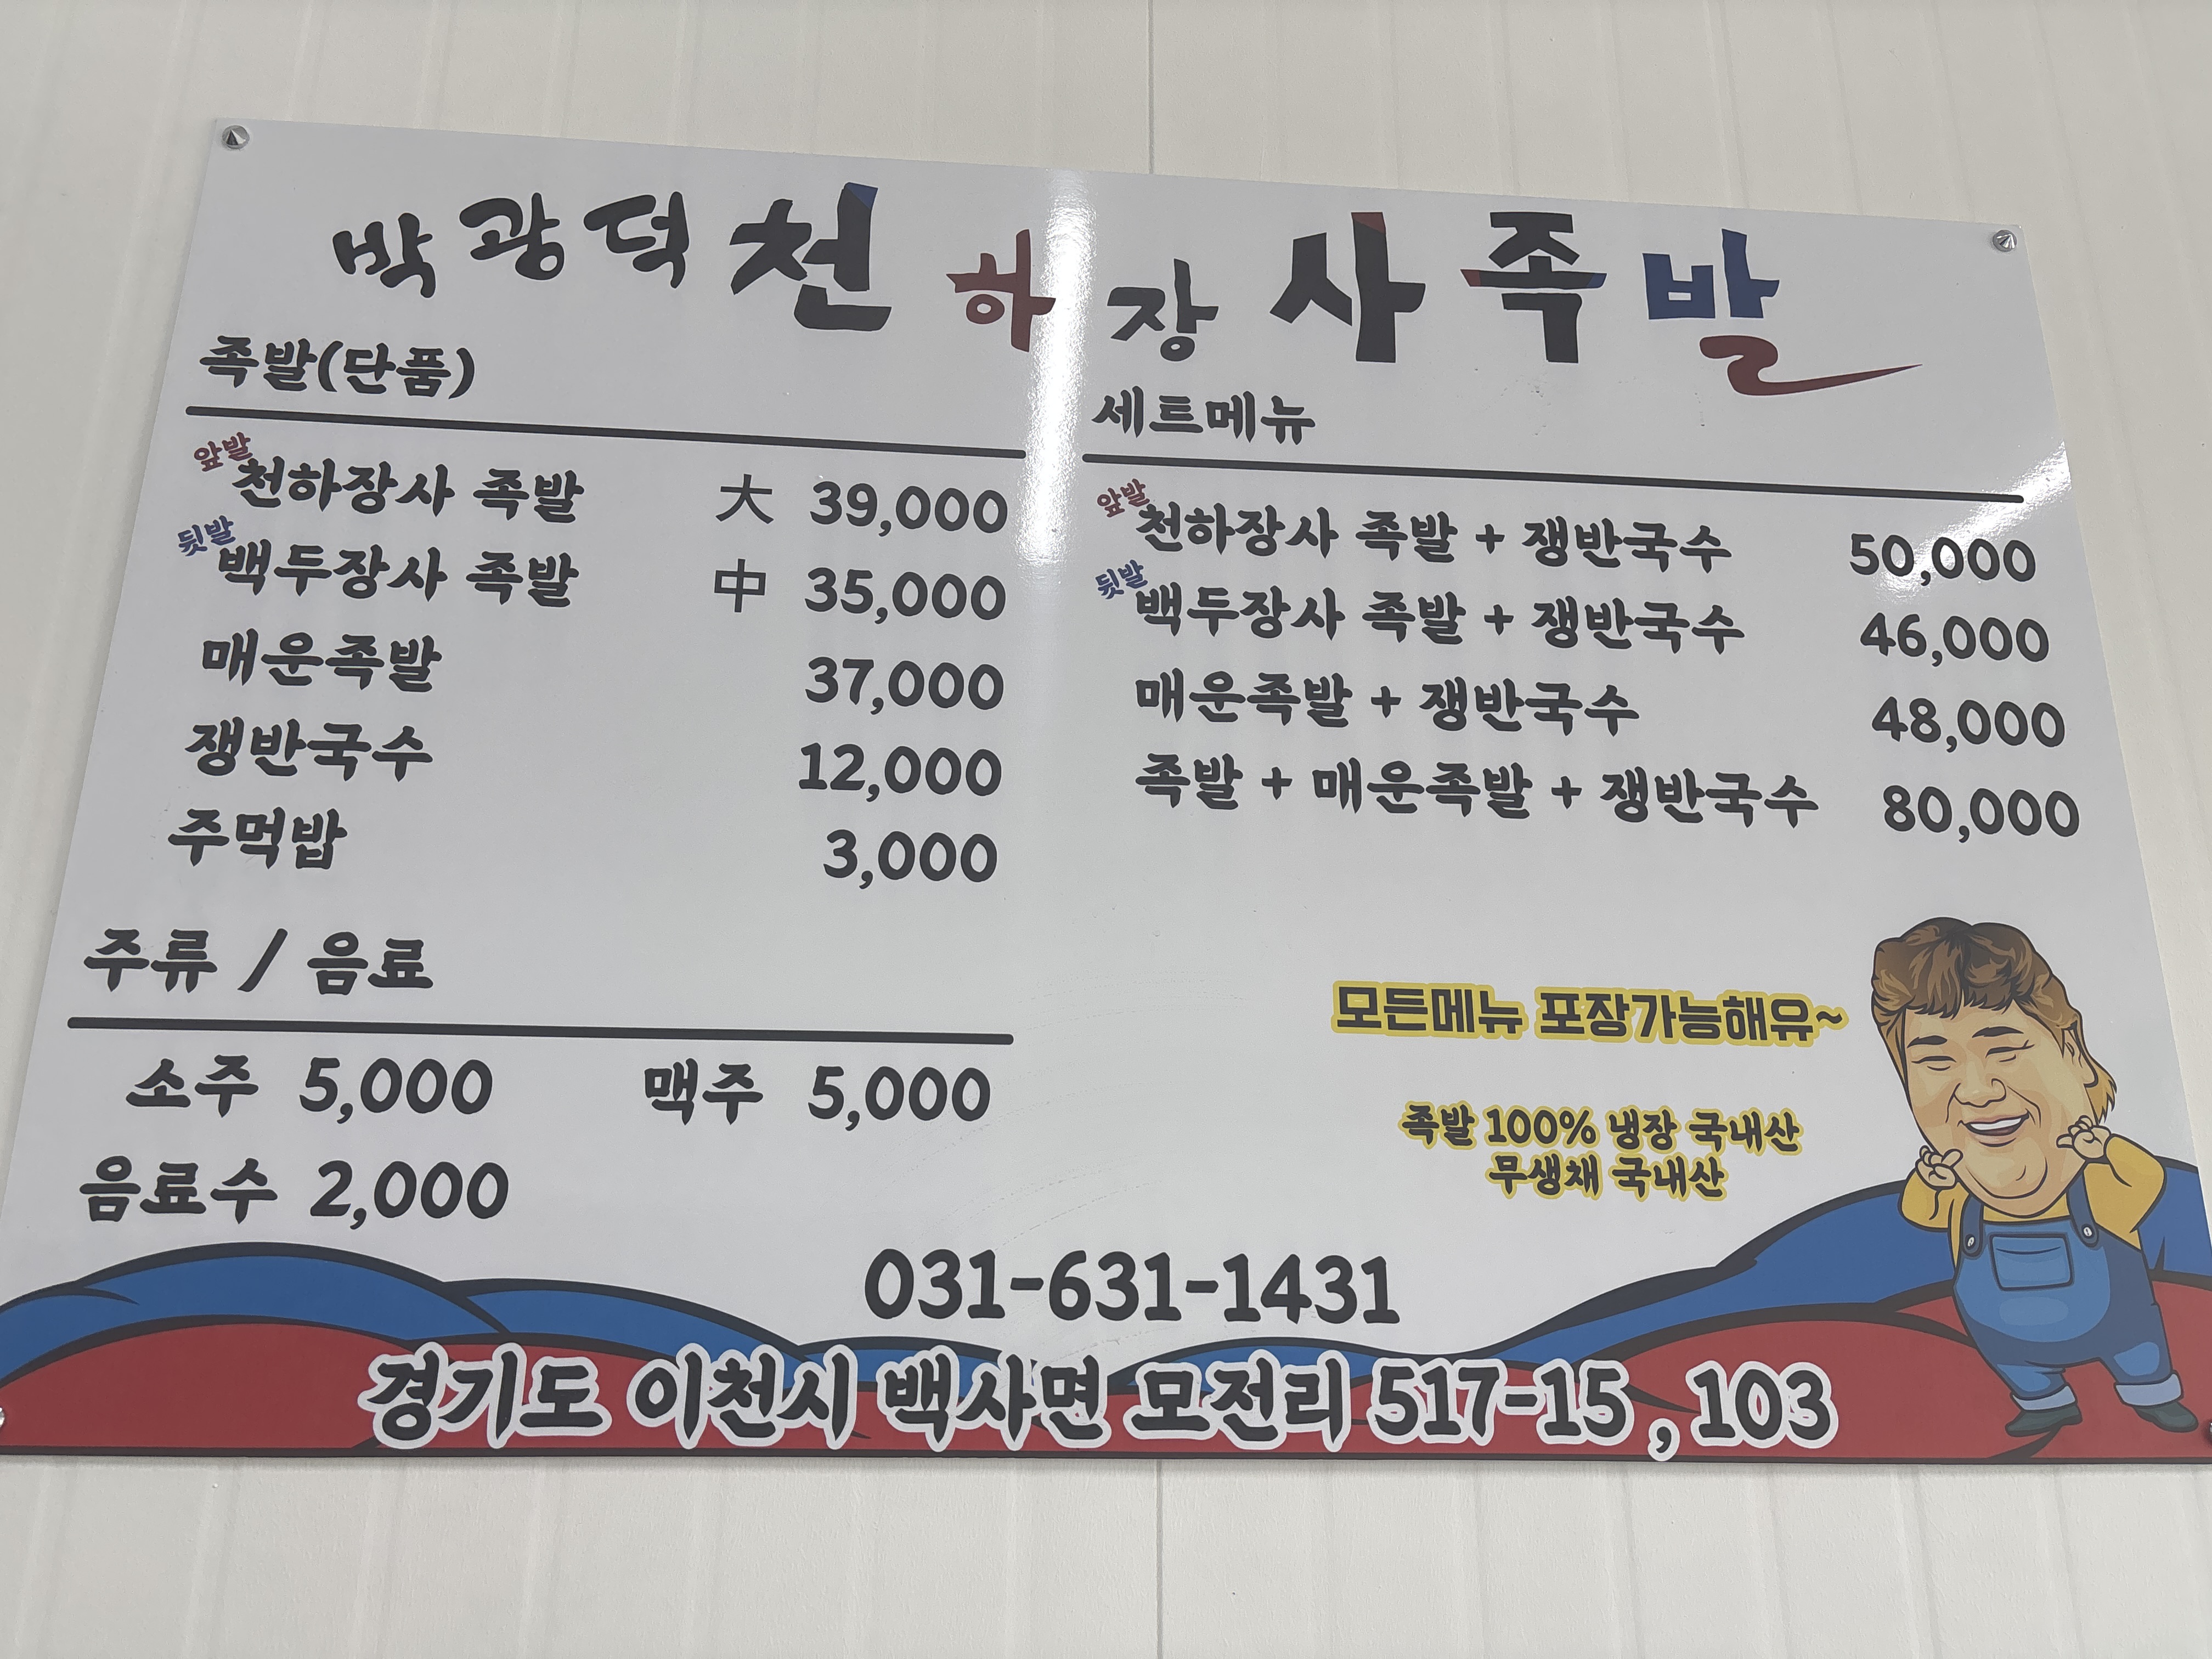 박광덕 천하장사 족발
족발(단품)
앞발 천하장사 족발 大 39,000
뒷발 백두장사 족발 中 35,000
매운족발 37,000
쟁반국수 12,000
주먹밥 3,000
주류 / 음료
소주 5,000 맥주 5,000
음료수 2,000
세트메뉴
앞발 천하장사 족발 + 쟁반국수 50,000
뒷발 백두장사 족발 + 쟁반국수 46,000
매운족발 + 쟁반국수 48,000
족발 + 매운족발 + 쟁반국수 80,000
모든메뉴 포장가능해유~
족발 100% 냉장 국내산
무생채 국내산
031-631-1431
경기도 이천시 백사면 모전리 517-15 , 103